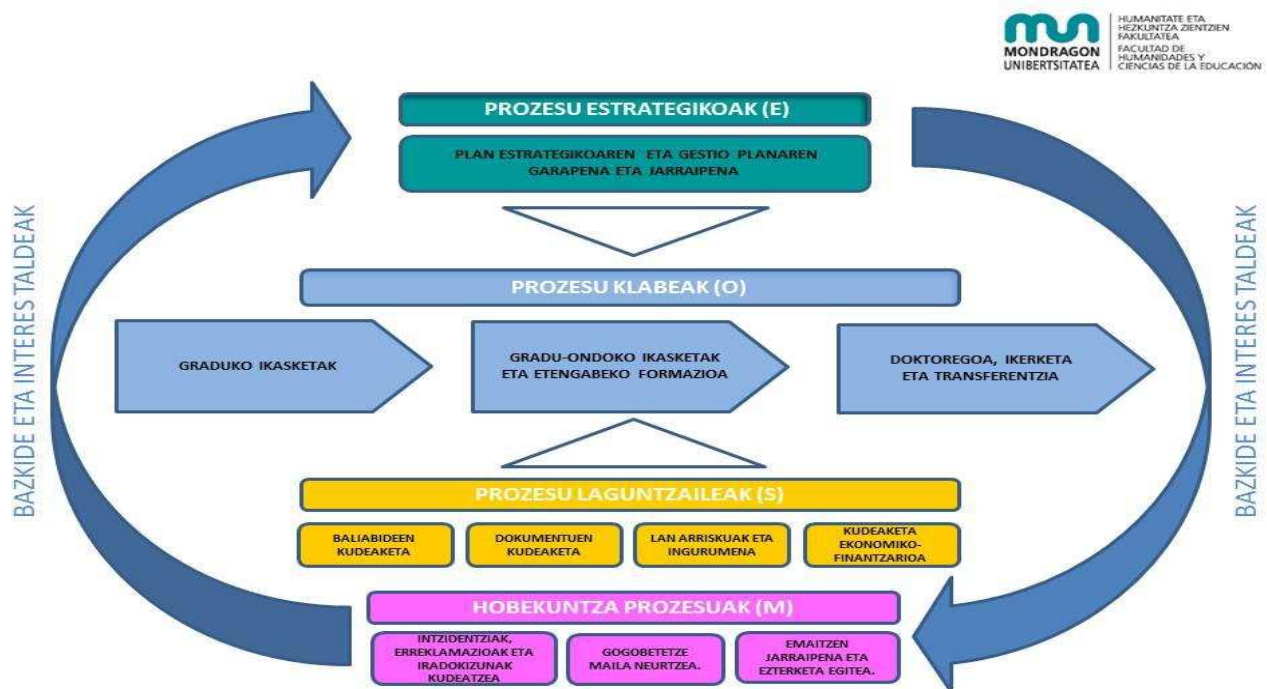 mun
MONDRAGON
UNIBERTSITATEA
HUMANITATE ETA
HEZKUNTZA ZIENTZIEN
FAKULTATEA
FACULTAD DE
HUMANIDADES Y
CIENCIAS DE LA EDUCACIÓN
PROZESU ESTRATEGIKOAK (E)
PLAN ESTRATEGIKOAREN ETA GESTIO PLANAREN
GARAPENA ETA JARRAIPENA
BAZKIDE ETA INTERES TALDEAK
PROZESU KLABEAK (O)
GRADUKO IKASKETAK
GRADU-ONDOKO IKASKETAK
ETA ETENGABEKO FORMAZIOA
DOKTOREGOA, IKERKETA
ETA TRANSFERENTZIA
BAZKIDE ETA INTERES TALDEAK
PROZESU LAGUNTZAILEAK (S)
BALIABIDEEN
KUDEAKETA
DOKUMENTUEN
KUDEAKETA
LAN ARRISKUAK ETA
INGURUMENA
KUDEAKETA
EKONOMIKO-
FINANTZARIOA
HOBEKUNTZA PROZESUAK (M)
INTZIDENTZIAK,
ERREKLAMAZIOAK ETA
IRADOKIZUNAK
KUDEATZEA
GOGOBETETZE
MAILA NEURTZEA.
EMAITZEN
JARRAIPENA ETA
EZTERKETA EGITEA.